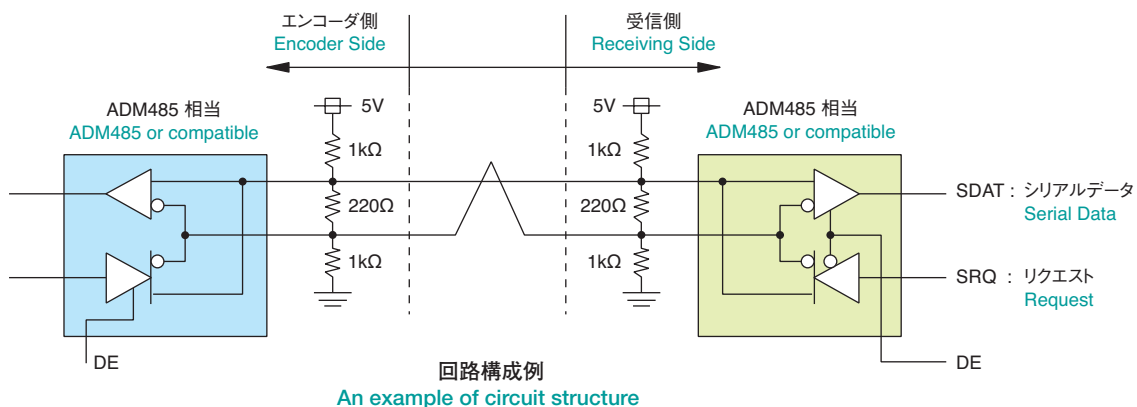 エンコーダ側
Encoder Side
受信側
Receiving Side
ADM485 相当
ADM485 or compatible
5V
5V
ADM485 相当
ADM485 or compatible
1kΩ
1kΩ
220Ω
220Ω
SDAT : シリアルデータ
Serial Data
1kΩ
1kΩ
SRQ : リクエスト
Request
DE
DE
回路構成例
An example of circuit structure